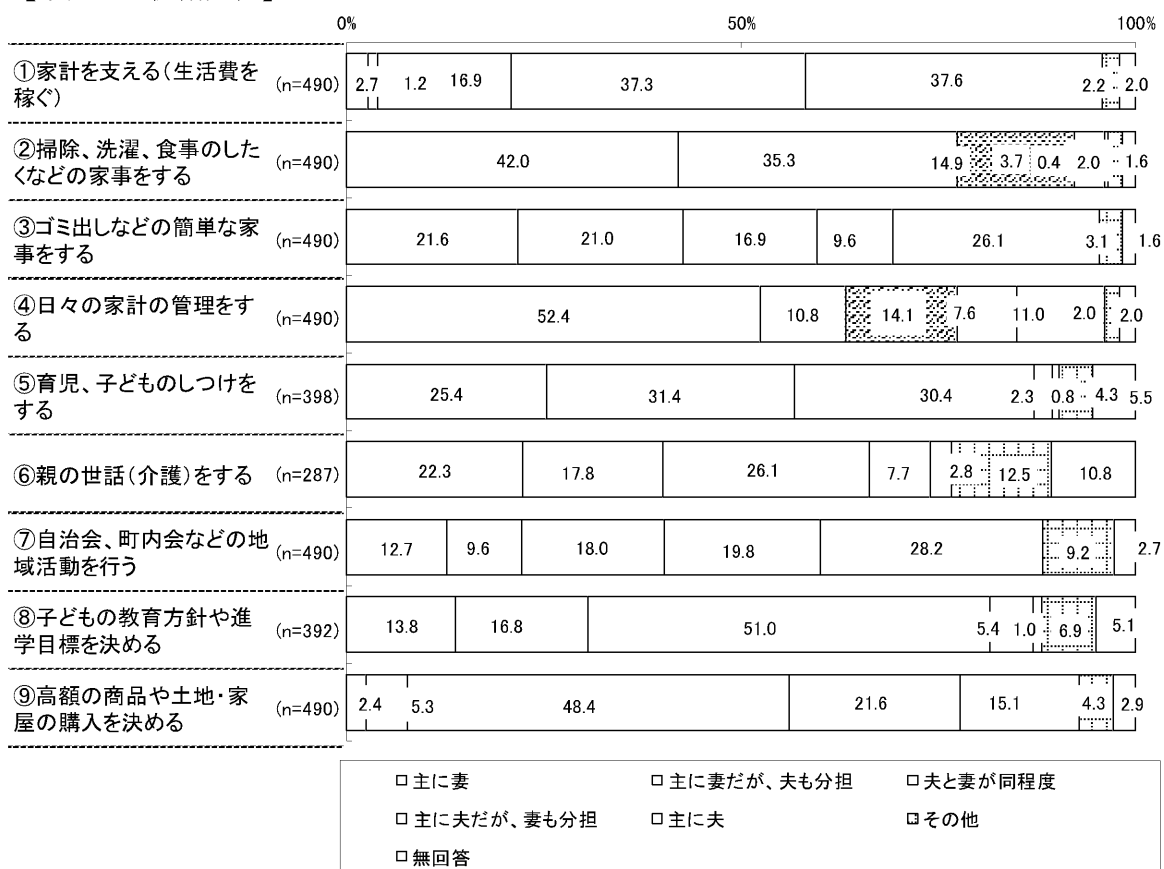 0% 50% 100%
①家計を支える(生活費を
稼ぐ)
(n=490)
2.7 1.2 16.9 37.3 37.6 2.2 2.0
②掃除、洗濯、食事のした
くなどの家事をする
(n=490)
42.0 35.3 14.9 3.7 0.4 2.0 1.6
③ゴミ出しなどの簡単な家
事をする
(n=490)
21.6 21.0 16.9 9.6 26.1 3.1 1.6
④日々の家計の管理をす
る
(n=490)
52.4 10.8 14.1 7.6 11.0 2.0 2.0
⑤育児、子どものしつけを
する
(n=398)
25.4 31.4 30.4 2.3 0.8 4.3 5.5
⑥親の世話(介護)をする (n=287)
22.3 17.8 26.1 7.7 2.8 12.5 10.8
⑦自治会、町内会などの地
域活動を行う
(n=490)
12.7 9.6 18.0 19.8 28.2 9.2 2.7
⑧子どもの教育方針や進
学目標を決める
(n=392)
13.8 16.8 51.0 5.4 1.0 6.9 5.1
⑨高額の商品や土地・家
屋の購入を決める
(n=490)
2.4 5.3 48.4 21.6 15.1 4.3 2.9
主に妻 主に妻だが、夫も分担 夫と妻が同程度
主に夫だが、妻も分担 主に夫 その他
無回答